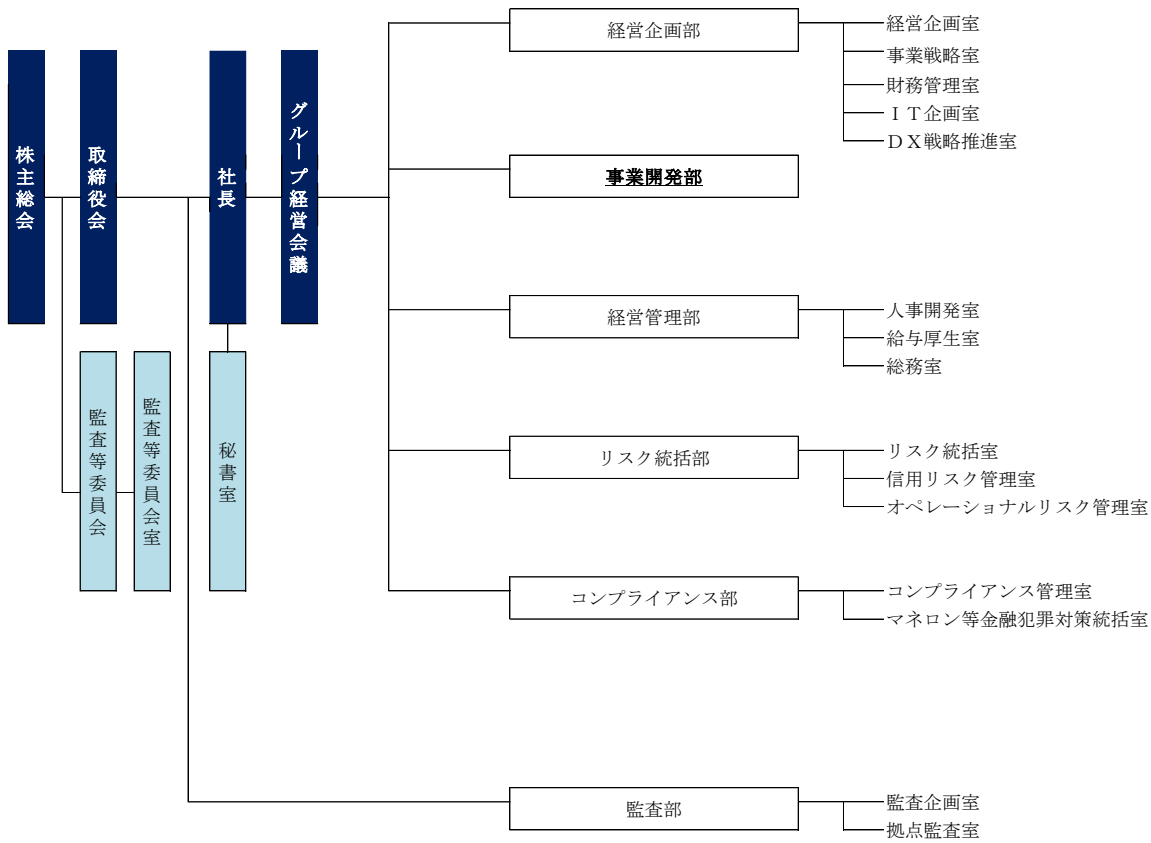 株主総会
取締役会
社長
グループ経営会議
監査等委員会
監査等委員会室
秘書室
経営企画部
経営企画室
事業戦略室
財務管理室
ＩＴ企画室
ＤＸ戦略推進室
事業開発部
経営管理部
人事開発室
給与厚生室
総務室
リスク統括部
リスク統括室
信用リスク管理室
オペレーショナルリスク管理室
コンプライアンス部
コンプライアンス管理室
マネロン等金融犯罪対策統括室
監査部
監査企画室
拠点監査室